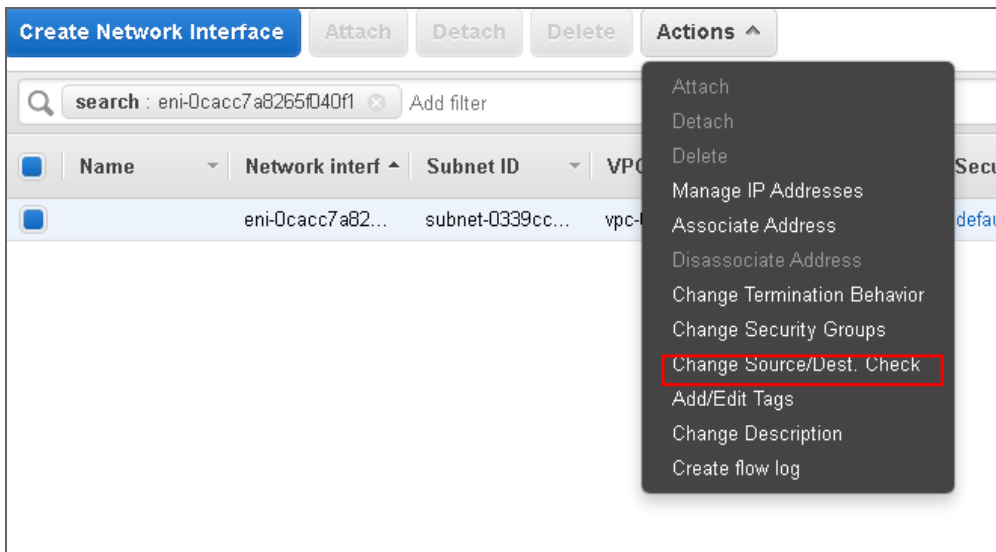 Create Network Interface Attach Detach Delete Actions
search : eni-0cacc7a8265f040f1 Add filter
Name Network interf Subnet ID VPC Secu
eni-0cacc7a82... subnet-0339cc... vpc- defau
Attach
Detach
Delete
Manage IP Addresses
Associate Address
Disassociate Address
Change Termination Behavior
Change Security Groups
Change Source/Dest. Check
Add/Edit Tags
Change Description
Create flow log